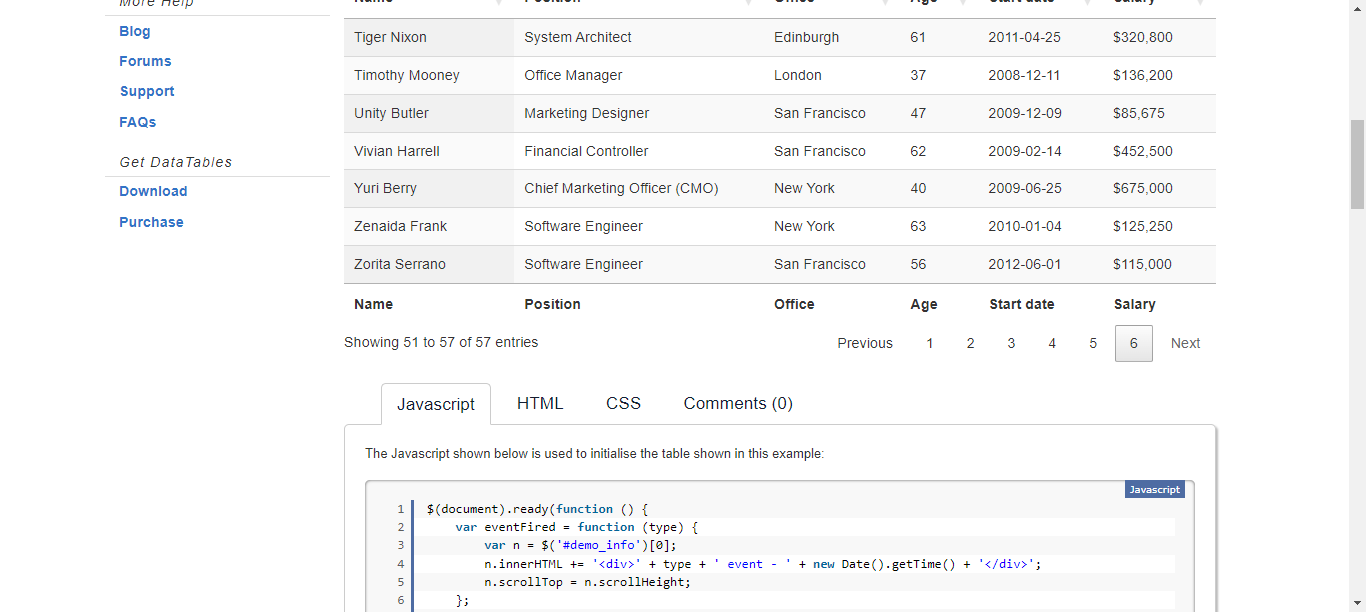 More Help
Blog
Forums
Support
FAQs
Get DataTables
Download
Purchase
Name Position Office Age Start date Salary
Tiger Nixon System Architect Edinburgh 61 2011-04-25 $320,800
Timothy Mooney Office Manager London 37 2008-12-11 $136,200
Unity Butler Marketing Designer San Francisco 47 2009-12-09 $85,675
Vivian Harrell Financial Controller San Francisco 62 2009-02-14 $452,500
Yuri Berry Chief Marketing Officer (CMO) New York 40 2009-06-25 $675,000
Zenaida Frank Software Engineer New York 63 2010-01-04 $125,250
Zorita Serrano Software Engineer San Francisco 56 2012-06-01 $115,000
Name Position Office Age Start date Salary
Showing 51 to 57 of 57 entries Previous 1 2 3 4 5 6 Next
Javascript HTML CSS Comments (0)
The Javascript shown below is used to initialise the table shown in this example:
Javascript
1 $(document).ready(function () {
2 var eventFired = function (type) {
3 var n = $('#demo_info')[0];
4 n.innerHTML += '<div>' + type + ' event - ' + new Date().getTime() + '</div>';
5 n.scrollTop = n.scrollHeight;
6 };